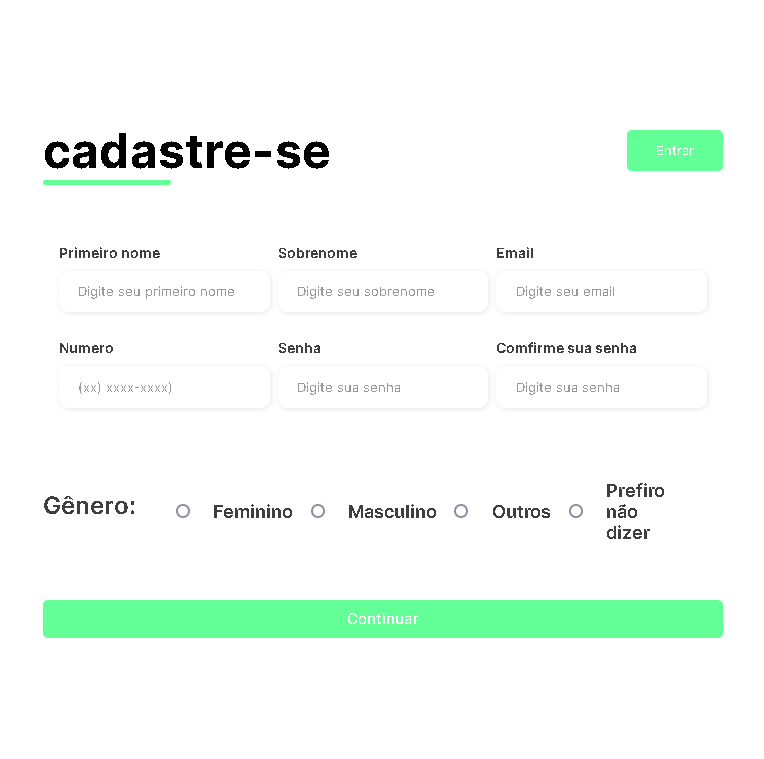 cadastre-se
Entrar
Primeiro nome
Sobrenome
Email
Digite seu primeiro nome
Digite seu sobrenome
Digite seu email
Numero
Senha
Comfirme sua senha
(xx) xxxx-xxxx)
Digite sua senha
Digite sua senha
Gênero:
Feminino
Masculino
Outros
Prefiro
não
dizer
Continuar